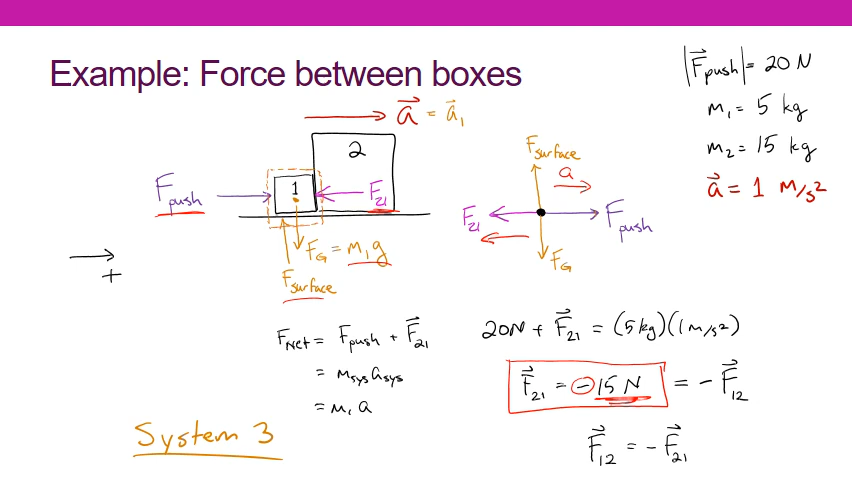 Example: Force between boxes
|F⃗push| = 20 N
m₁ = 5 kg
m₂ = 15 kg
a⃗ = 1 m/s²
a⃗ = a⃗₁
2
1
Fpush
F21
FG = m₁g
Fsurface
+
Fsurface
a
F21
Fpush
FG
FNet = Fpush + F⃗21
= msys asys
= m₁ a
20N + F⃗21 = (5kg)(1m/s²)
F⃗21 = -15 N = -F⃗12
F⃗12 = -F⃗21
System 3